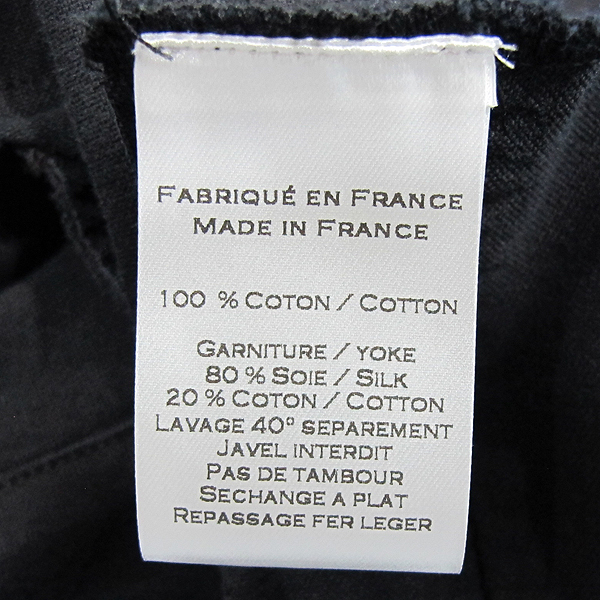 FABRIQUÉ EN FRANCE
MADE IN FRANCE
100 % COTON / COTTON
GARNITURE / YOKE
80 % SOIE / SILK
20 % COTON / COTTON
LAVAGE 40° SEPAREMENT
JAVEL INTERDIT
PAS DE TAMBOUR
SECHANGE A PLAT
REPASSAGE FER LEGER